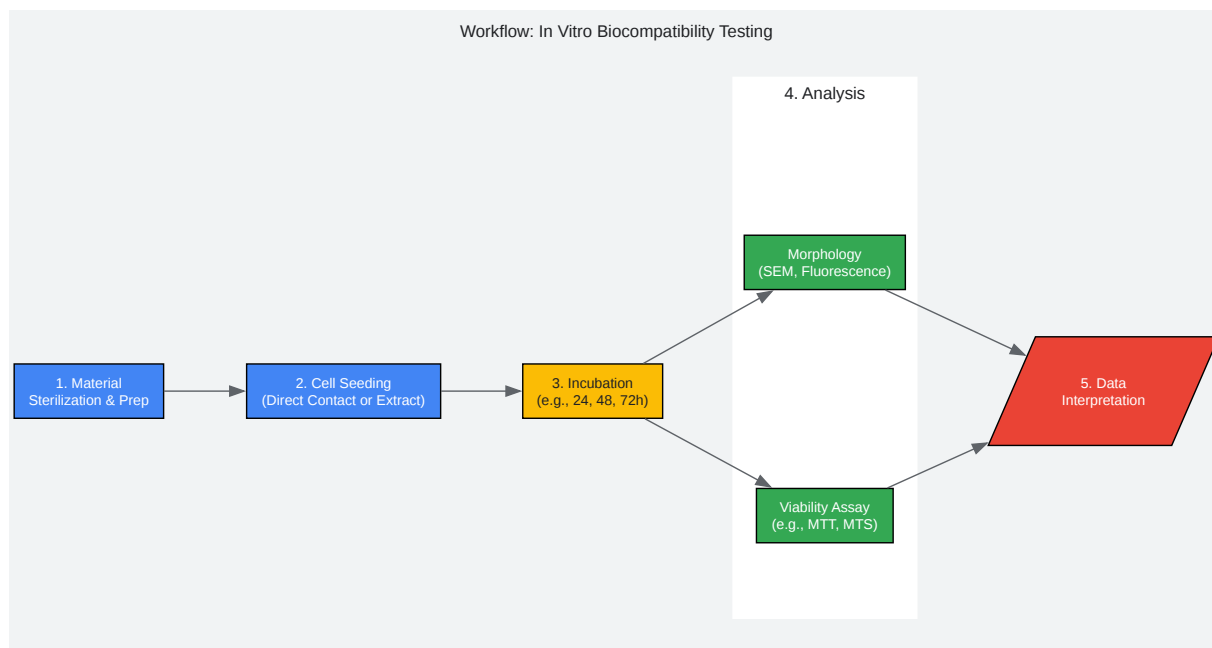 Workflow: In Vitro Biocompatibility Testing
4. Analysis
Morphology
(SEM, Fluorescence)
1. Material
Sterilization & Prep
2. Cell Seeding
(Direct Contact or Extract)
3. Incubation
(e.g., 24, 48, 72h)
5. Data
Interpretation
Viability Assay
(e.g., MTT, MTS)